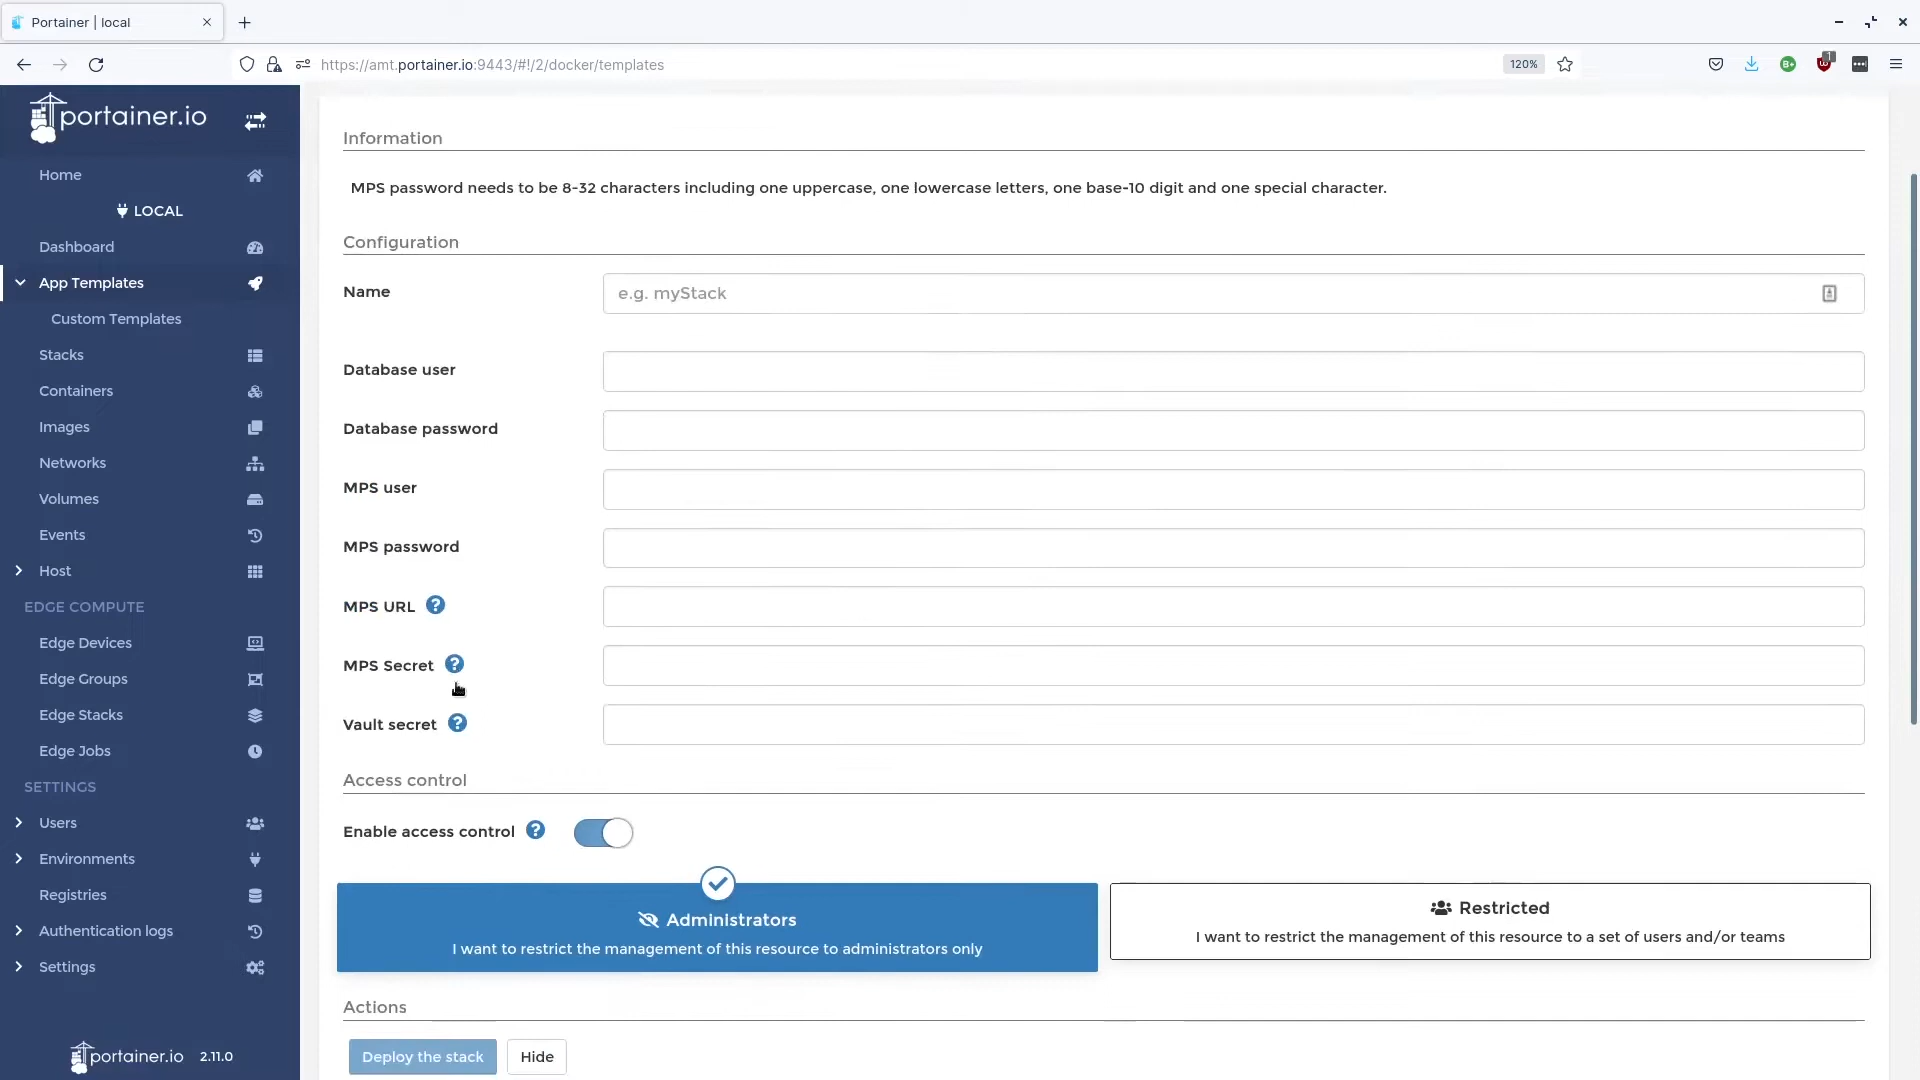 Portainer | local
https://amt.portainer.io:9443/#!/2/docker/templates
120%
1
B+
portainer.io
Home
LOCAL
Dashboard
App Templates
Custom Templates
Stacks
Containers
Images
Networks
Volumes
Events
Host
EDGE COMPUTE
Edge Devices
Edge Groups
Edge Stacks
Edge Jobs
SETTINGS
Users
Environments
Registries
Authentication logs
Settings
portainer.io 2.11.0
Information
MPS password needs to be 8-32 characters including one uppercase, one lowercase letters, one base-10 digit and one special character.
Configuration
Name
e.g. myStack
Database user
Database password
MPS user
MPS password
MPS URL ?
MPS Secret ?
Vault secret ?
Access control
Enable access control ?
Administrators
I want to restrict the management of this resource to administrators only
Restricted
I want to restrict the management of this resource to a set of users and/or teams
Actions
Deploy the stack
Hide